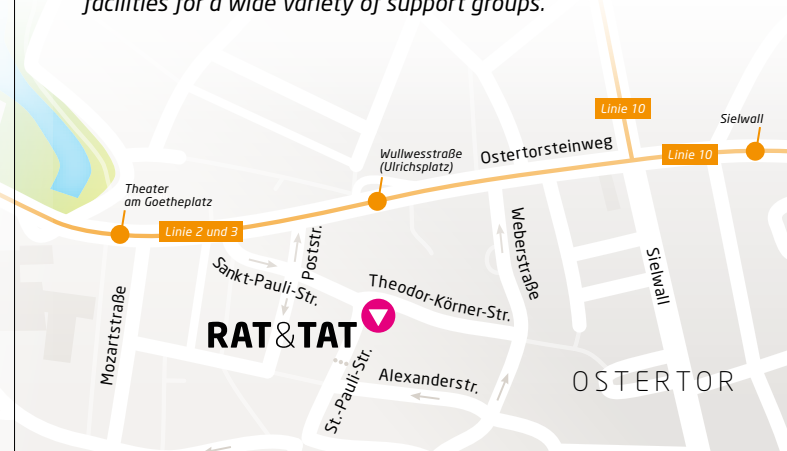 facilities for a wide variety of support groups.
Linie 10
Sielwall
Ostertorsteinweg
Linie 10
Wullwesstraße
(Ulrichsplatz)
Theater
am Goetheplatz
Linie 2 und 3
Poststr.
Weberstraße
Sielwall
Sankt-Pauli-Str.
Theodor-Körner-Str.
Mozartstraße
RAT&TAT
St.-Pauli-Str.
Alexanderstr.
OSTERTOR